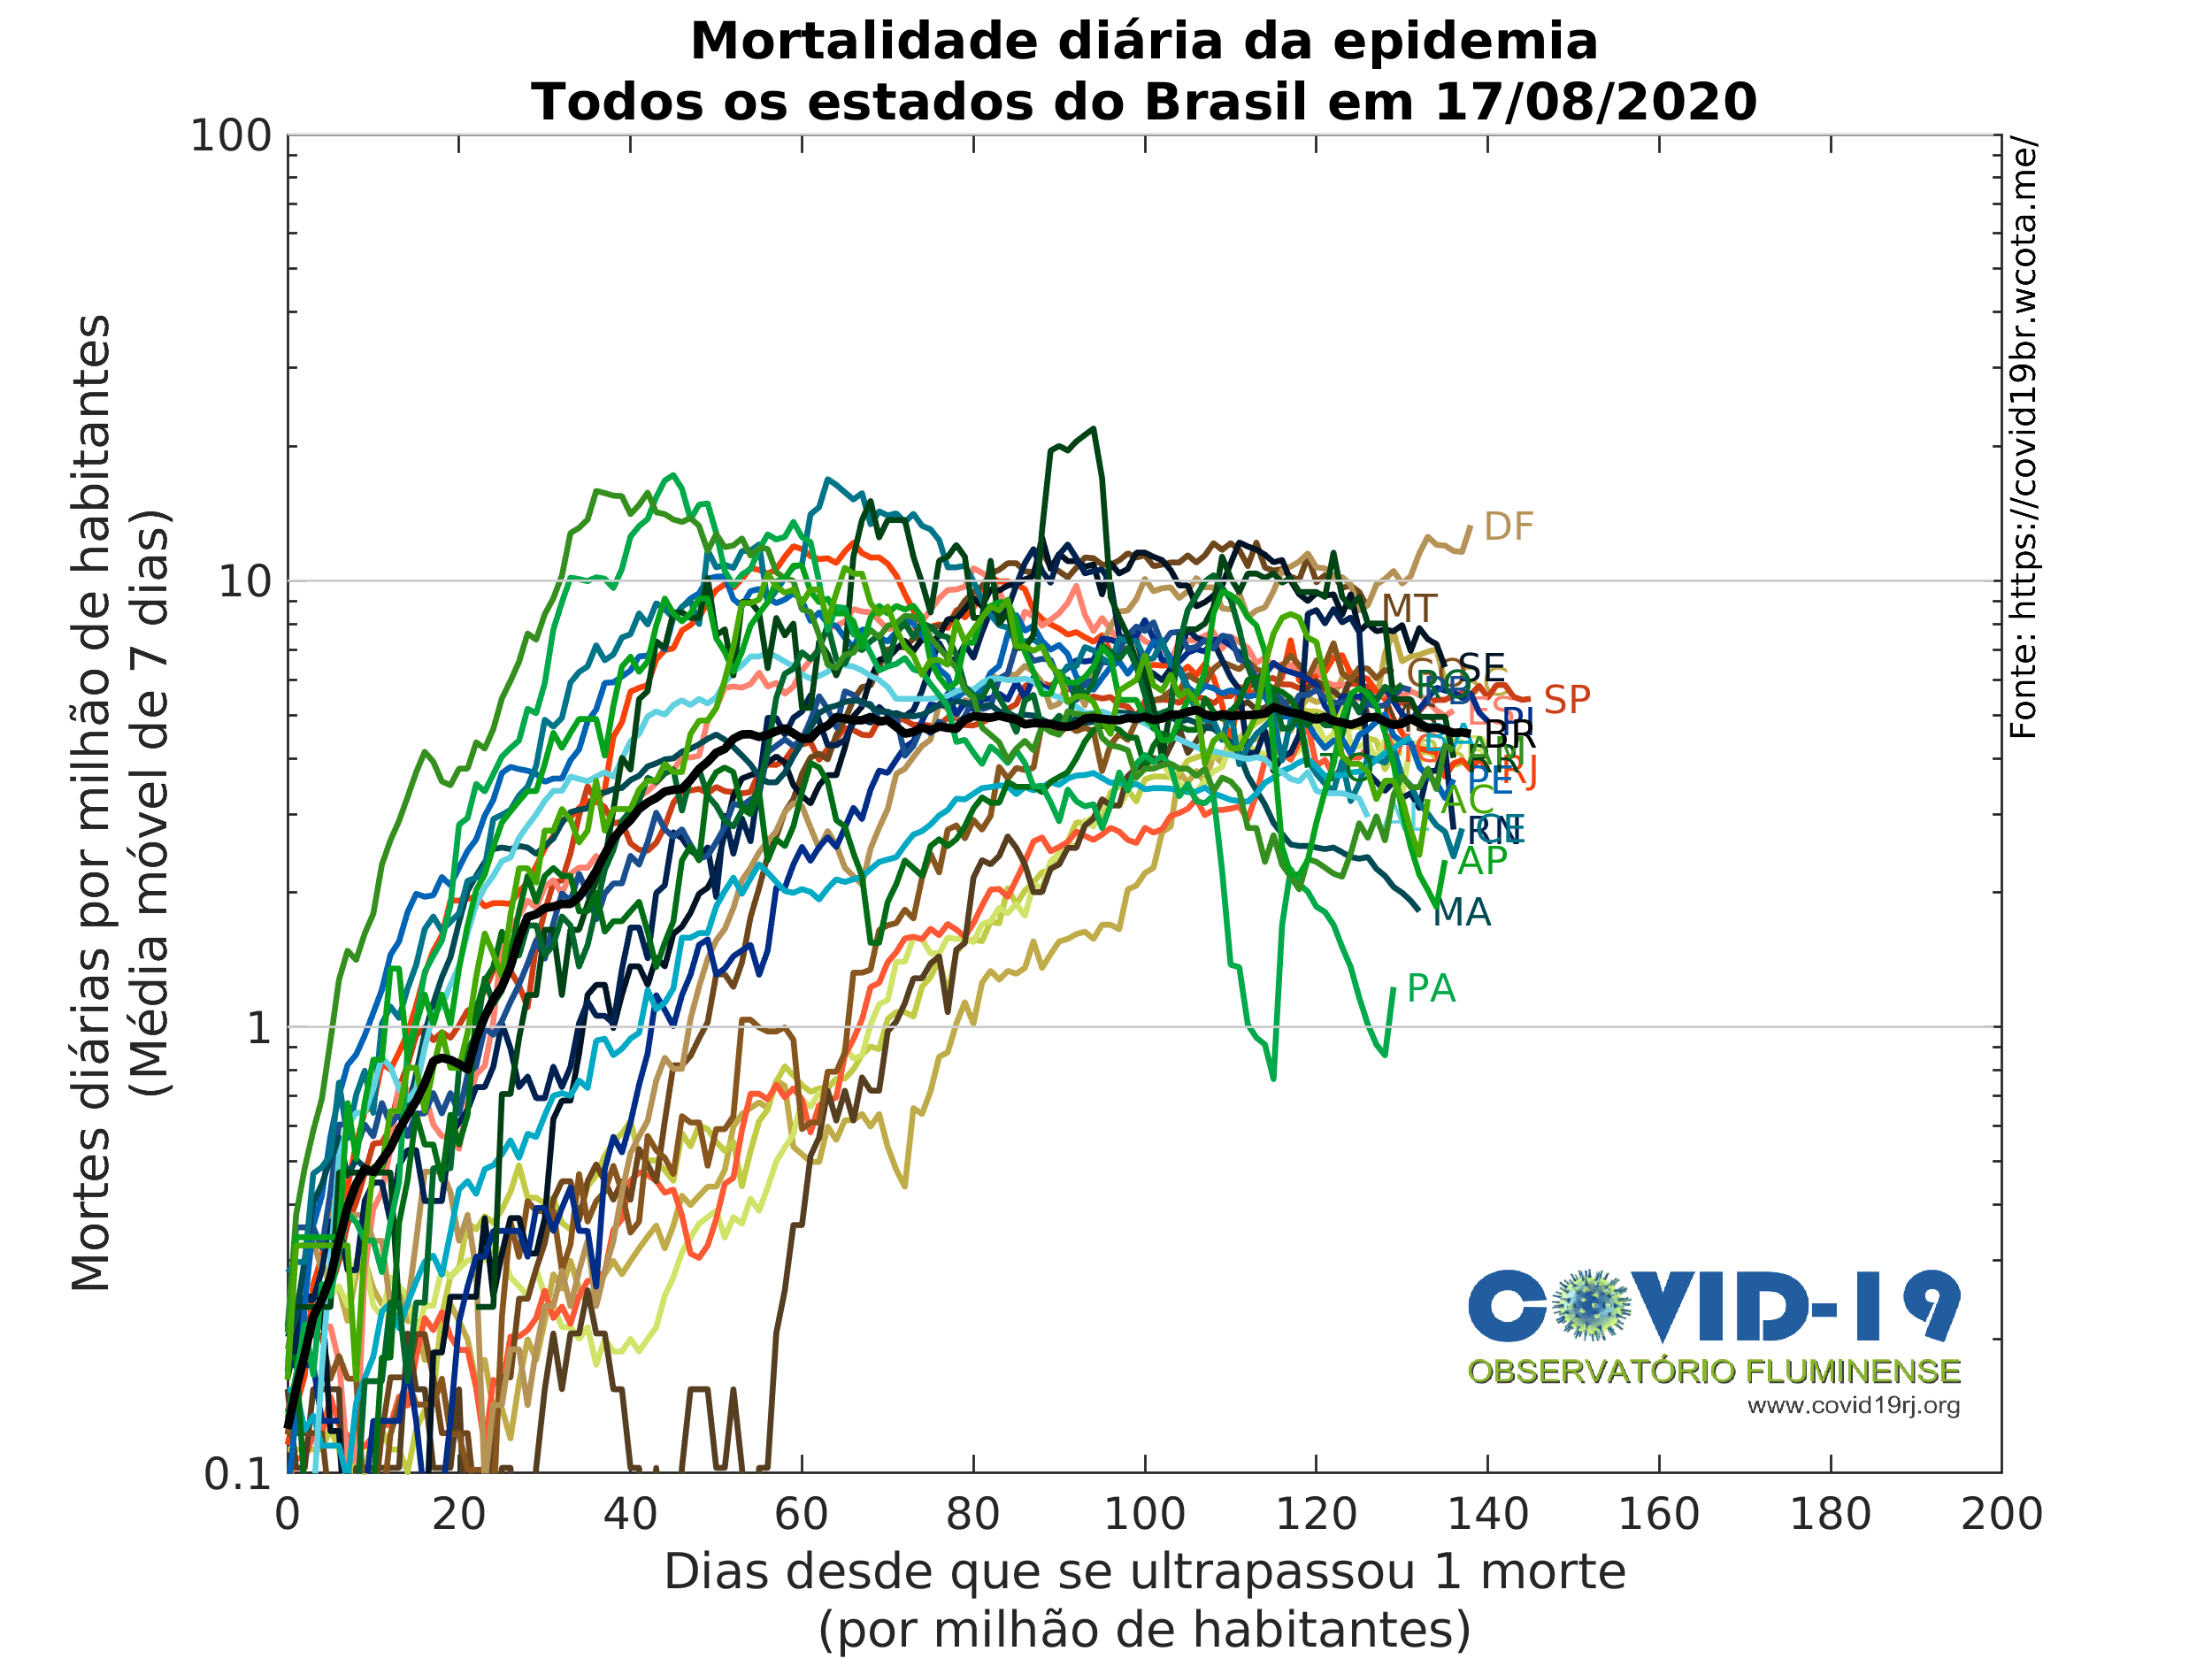 Mortalidade diária da epidemia
Todos os estados do Brasil em 17/08/2020
Mortes diárias por milhão de habitantes
(Média móvel de 7 dias)
100
10
1
0.1
Fonte: https://covid19br.wcota.me/
DF
MT
SE
SP
BR
RJ
PE
AC
RN
CE
AP
MA
PA
COVID-19
OBSERVATÓRIO FLUMINENSE
www.covid19rj.org
0 20 40 60 80 100 120 140 160 180 200
Dias desde que se ultrapassou 1 morte
(por milhão de habitantes)